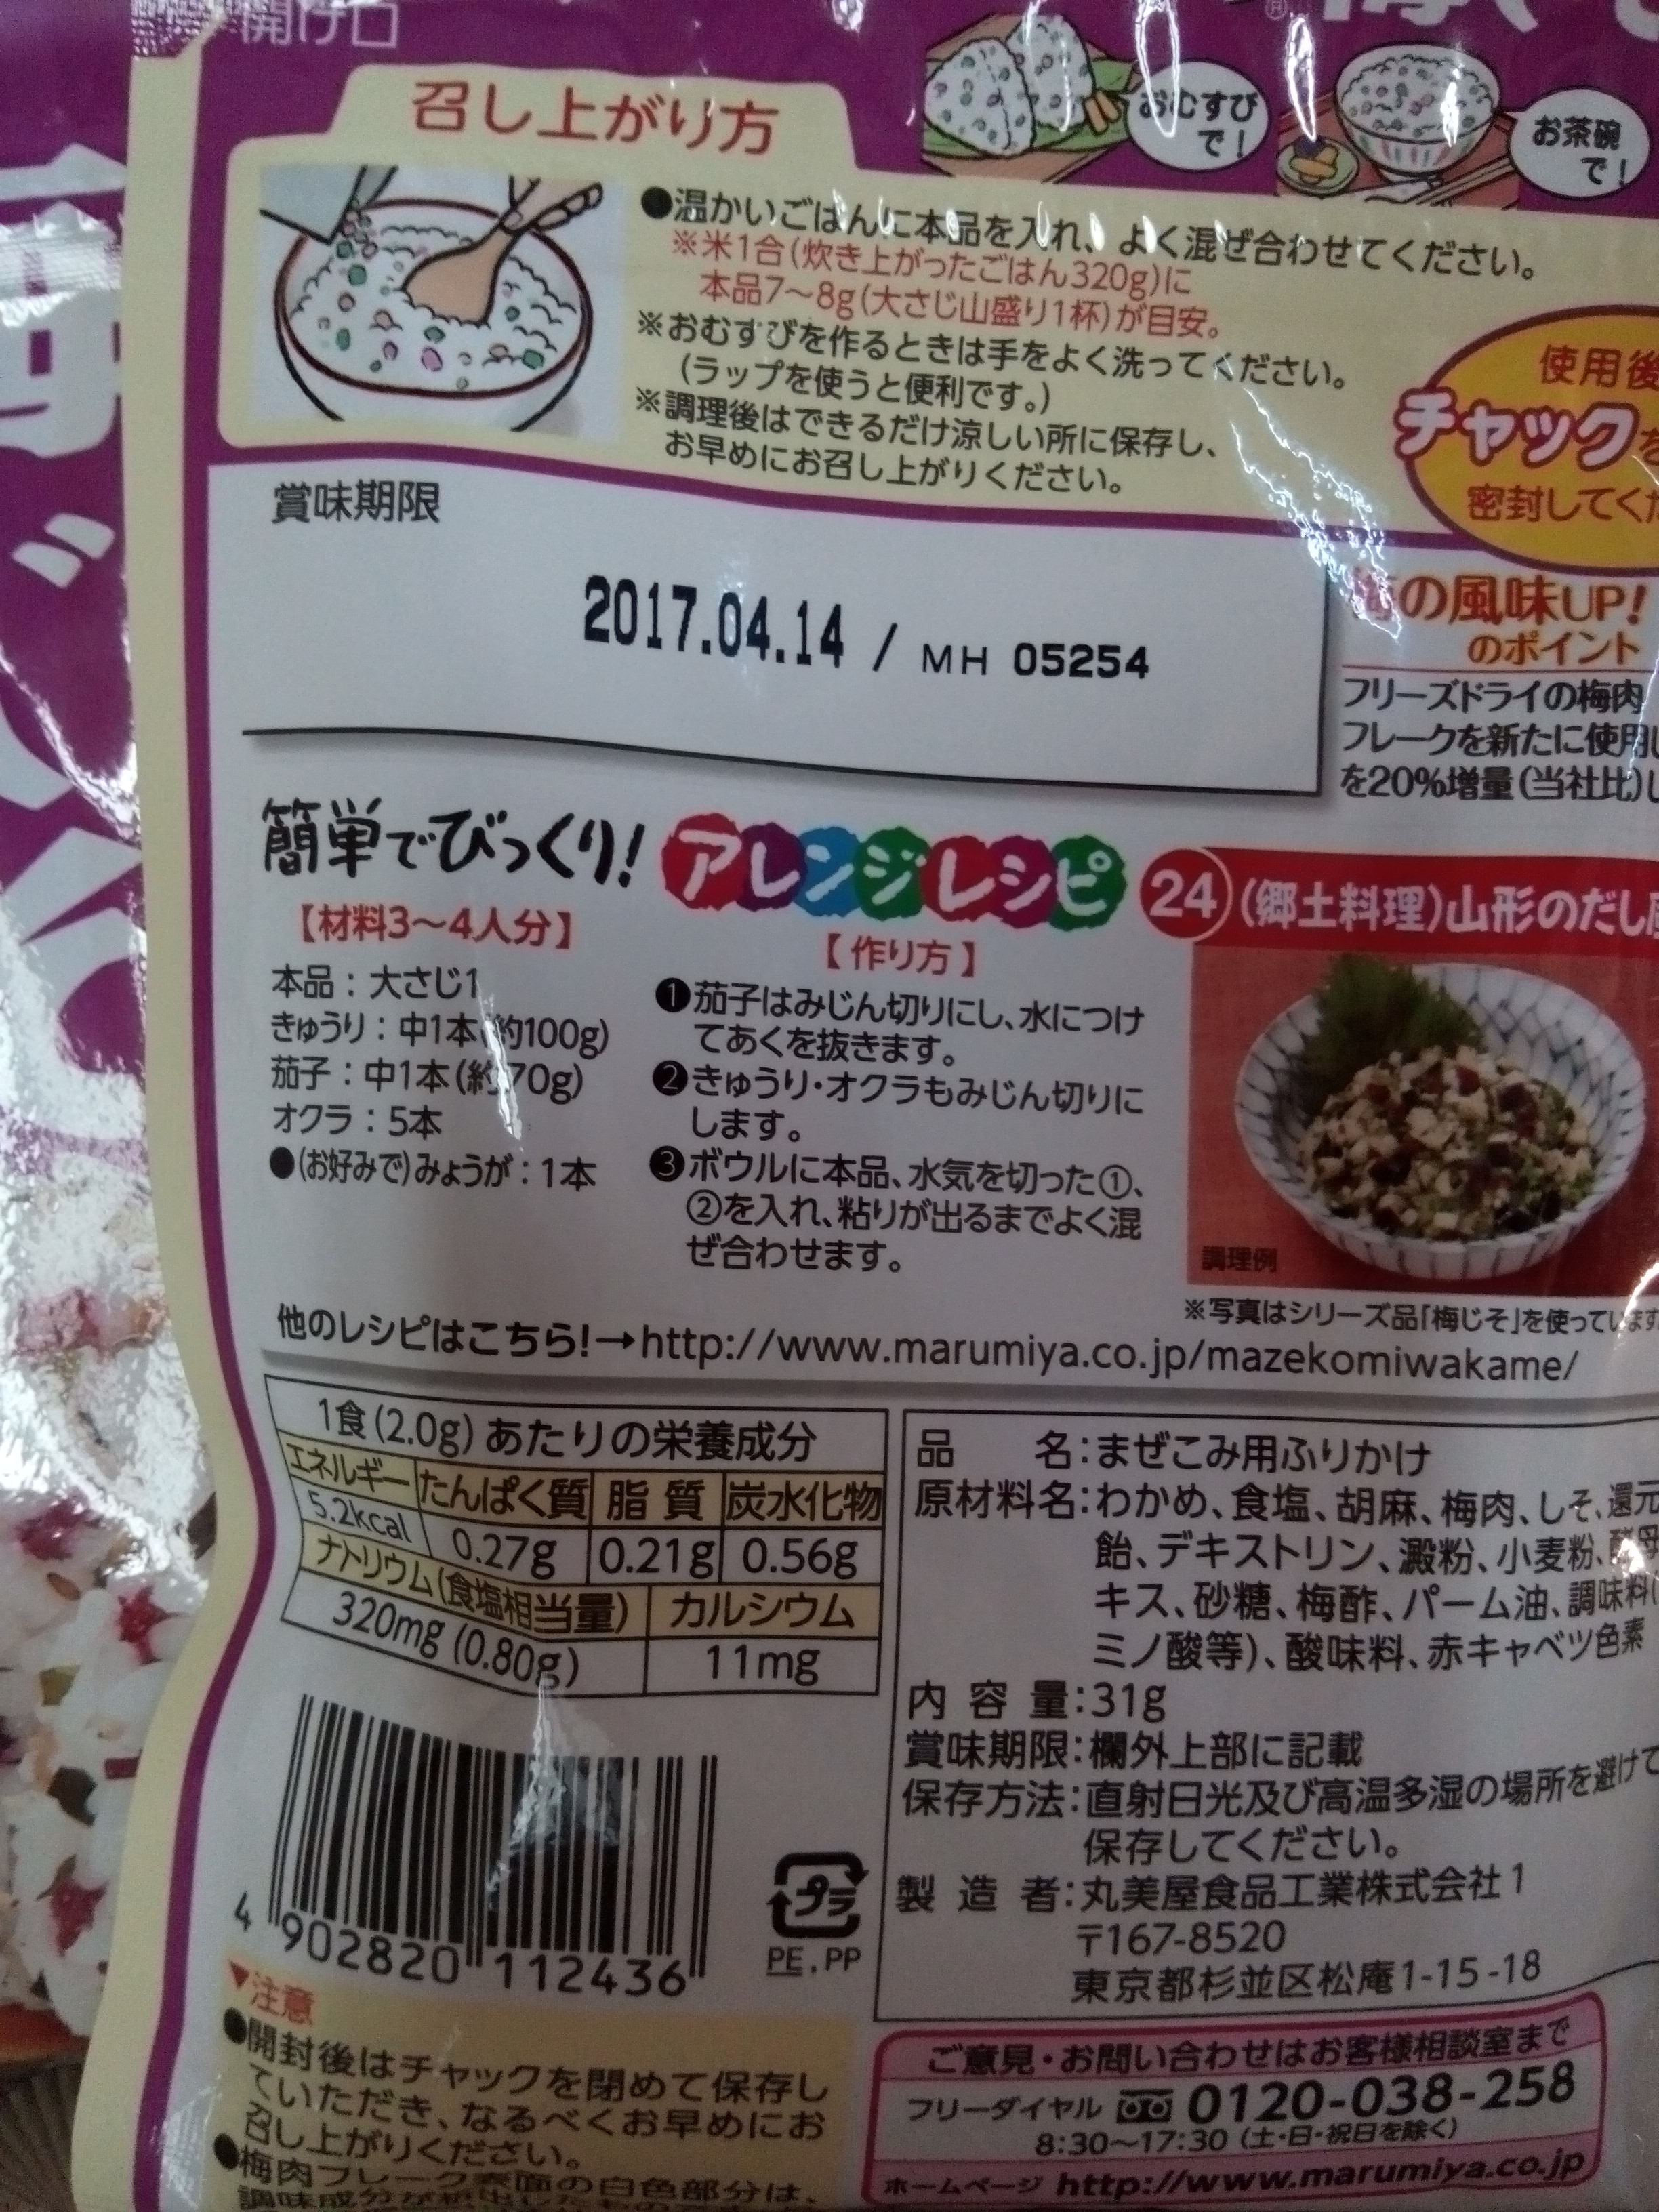 開け口
おむすび
で!
お茶碗
で!
召し上がり方
●温かいごはんに本品を入れ、よく混ぜ合わせてください。
※米1合(炊き上がったごはん320g)に
本品7〜8g(大さじ山盛り1杯)が目安。
※おむすびを作るときは手をよく洗ってください。
(ラップを使うと便利です。)
※調理後はできるだけ涼しい所に保存し、
お早めにお召し上がりください。
使用後
チャックを
密封してくだ
賞味期限
2017.04.14 / MH 05254
の風味UP!
のポイント
フリーズドライの梅肉
フレークを新たに使用し
を20%増量(当社比)し
簡単でびっくり! アレンジレシピ 24 (郷土料理)山形のだし風
【材料3〜4人分】
本品:大さじ1
きゅうり:中1本(約100g)
茄子:中1本(約70g)
オクラ:5本
●(お好みで)みょうが:1本
【作り方】
❶茄子はみじん切りにし、水につけ
てあくを抜きます。
❷きゅうり・オクラもみじん切りに
します。
❸ボウルに本品、水気を切った①、
②を入れ、粘りが出るまでよく混
ぜ合わせます。
調理例
※写真はシリーズ品「梅じそ」を使っています
他のレシピはこちら!→http://www.marumiya.co.jp/mazekomiwakame/
1食(2.0g)あたりの栄養成分
エネルギー たんぱく質 脂質 炭水化物
5.2kcal 0.27g 0.21g 0.56g
ナトリウム(食塩相当量) カルシウム
320mg (0.80g) 11mg
品名:まぜこみ用ふりかけ
原材料名:わかめ、食塩、胡麻、梅肉、しそ、還元
飴、デキストリン、澱粉、小麦粉、酵母
キス、砂糖、梅酢、パーム油、調味料(
ミノ酸等)、酸味料、赤キャベツ色素
内容量:31g
賞味期限:欄外上部に記載
保存方法:直射日光及び高温多湿の場所を避けて
保存してください。
製造者:丸美屋食品工業株式会社1
〒167-8520
東京都杉並区松庵1-15-18
4 902820 112436
プラ
PE,PP
▼注意
●開封後はチャックを閉めて保存し
ていただき、なるべくお早めにお
召し上がりください。
●梅肉フレーク表面の白色部分は、
ご意見・お問い合わせはお客様相談室まで
フリーダイヤル 0120-038-258
8:30〜17:30 (土・日・祝日を除く)
ホームページ http://www.marumiya.co.jp